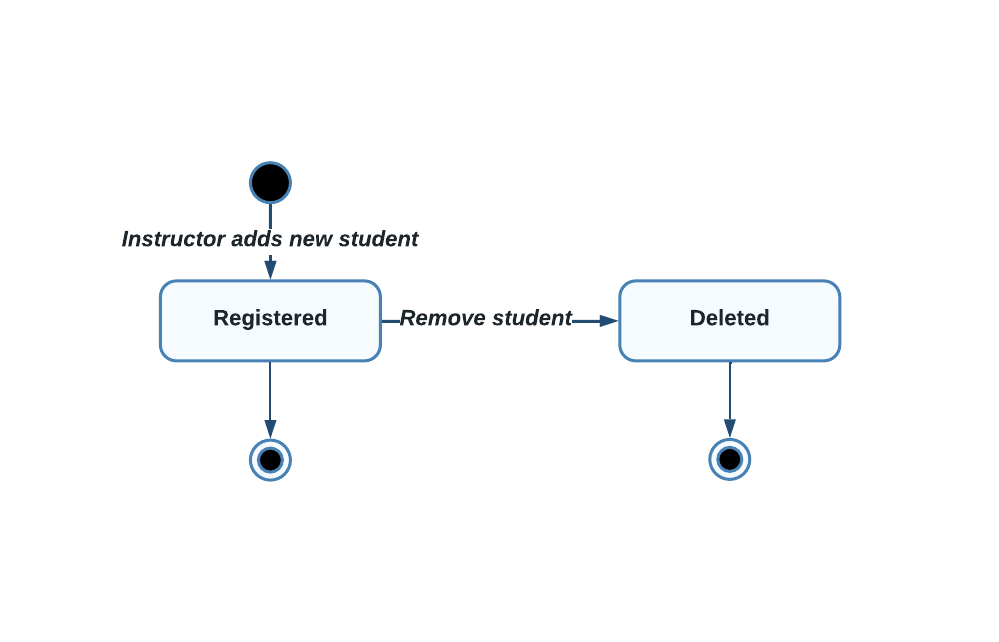 Instructor adds new student
Registered
Remove student
Deleted